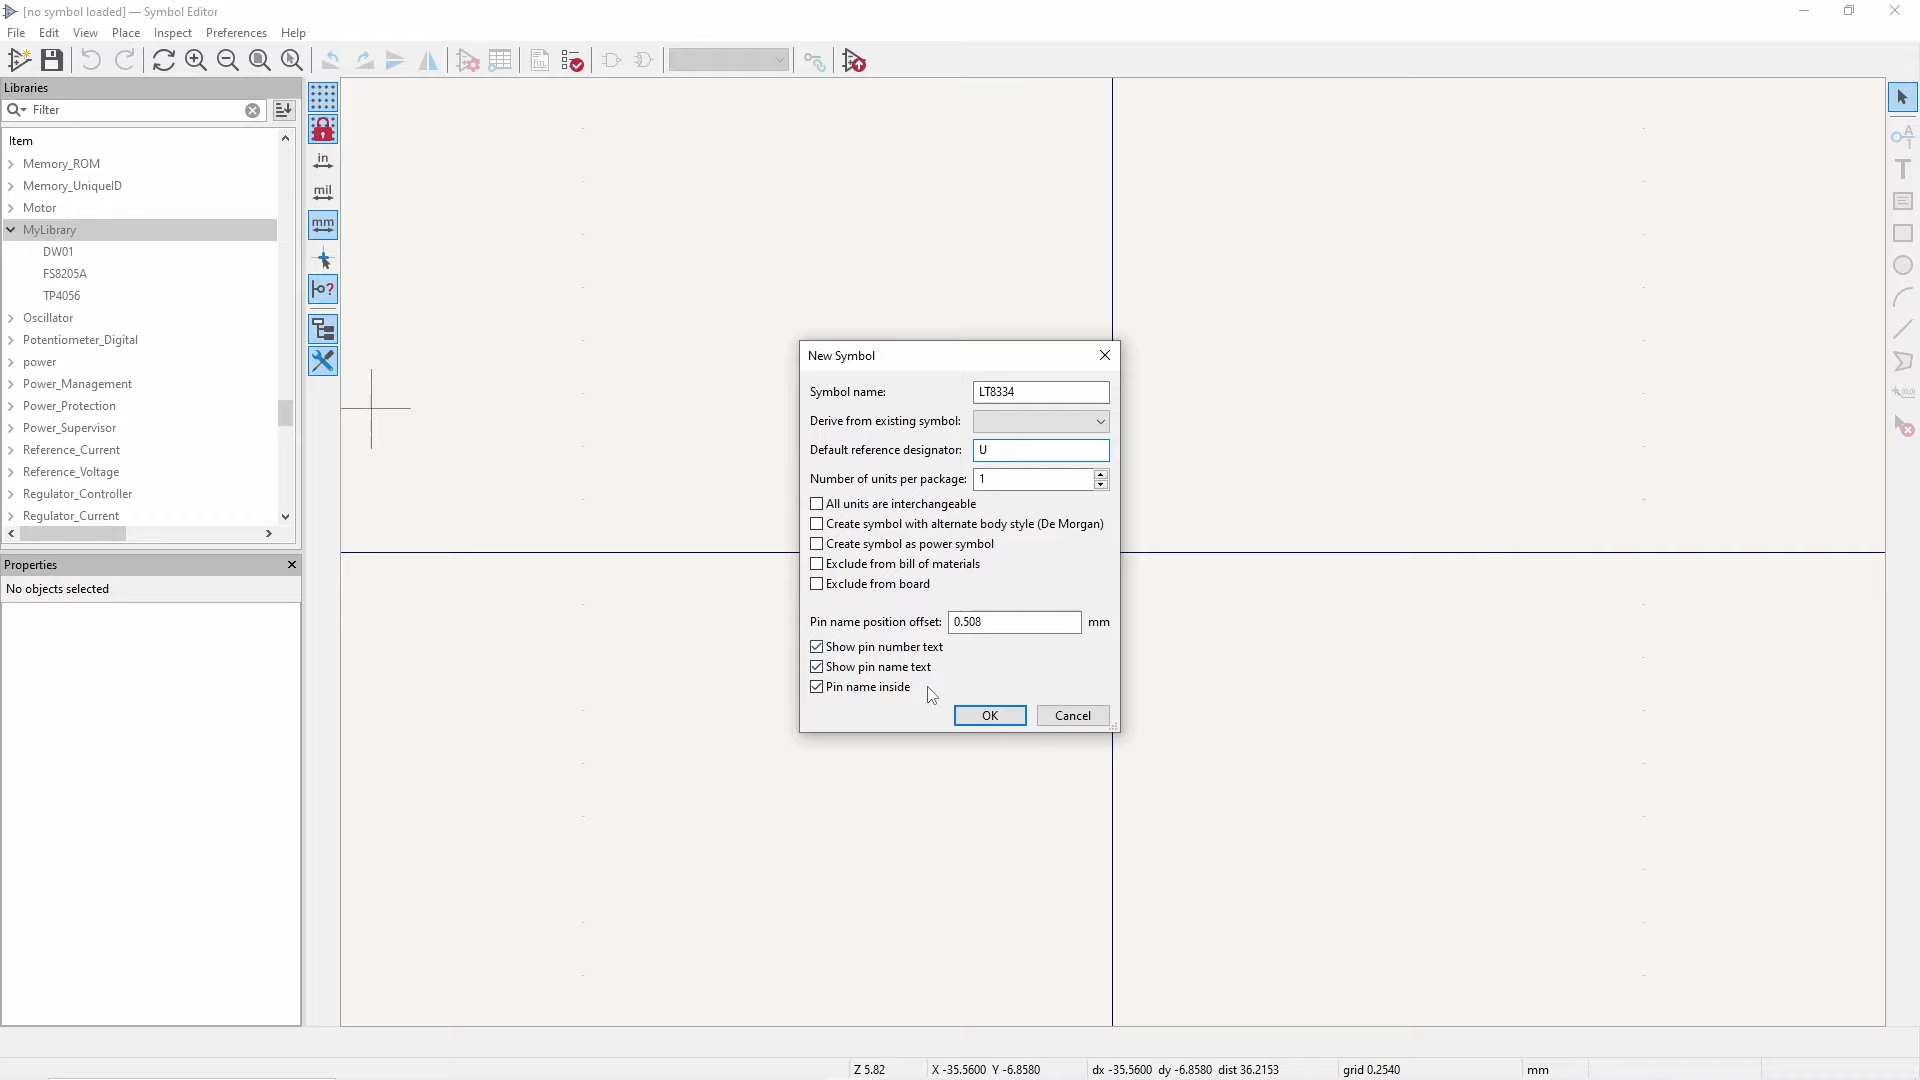 [no symbol loaded] — Symbol Editor
File Edit View Place Inspect Preferences Help
Libraries
Filter
Item
Memory_ROM
Memory_UniqueID
Motor
MyLibrary
DW01
FS8205A
TP4056
Oscillator
Potentiometer_Digital
power
Power_Management
Power_Protection
Power_Supervisor
Reference_Current
Reference_Voltage
Regulator_Controller
Regulator_Current
in
mil
mm
Properties
No objects selected
New Symbol
Symbol name: LT8334
Derive from existing symbol:
Default reference designator: U
Number of units per package: 1
All units are interchangeable
Create symbol with alternate body style (De Morgan)
Create symbol as power symbol
Exclude from bill of materials
Exclude from board
Pin name position offset: 0.508 mm
Show pin number text
Show pin name text
Pin name inside
OK Cancel
Z 5.82 X -35.5600 Y -6.8580 dx -35.5600 dy -6.8580 dist 36.2153 grid 0.2540 mm